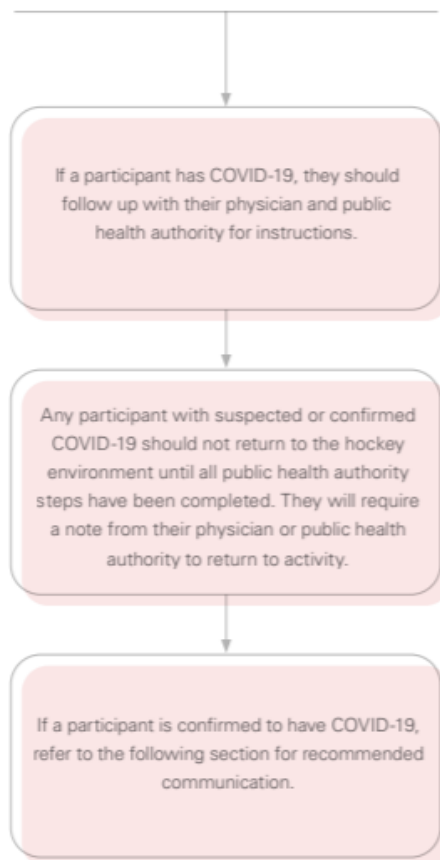 If a participant has COVID-19, they should
follow up with their physician and public
health authority for instructions.
Any participant with suspected or confirmed
COVID-19 should not return to the hockey
environment until all public health authority
steps have been completed. They will require
a note from their physician or public health
authority to return to activity.
If a participant is confirmed to have COVID-19,
refer to the following section for recommended
communication.